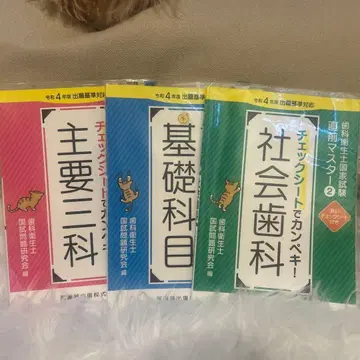 令和4年版 出題基準対応
チェックシートでカンペキ!
主要三科
歯科衛生士
国試問題研究会 編
令和4年版 出題基準対応
基礎科目
歯科衛生士
国試問題研究会 編
令和4年版 出題基準対応
歯科衛生士国家試験
直前マスター2
チェックシートでカンペキ!
社会歯科
歯科衛生士
国試問題研究会 編